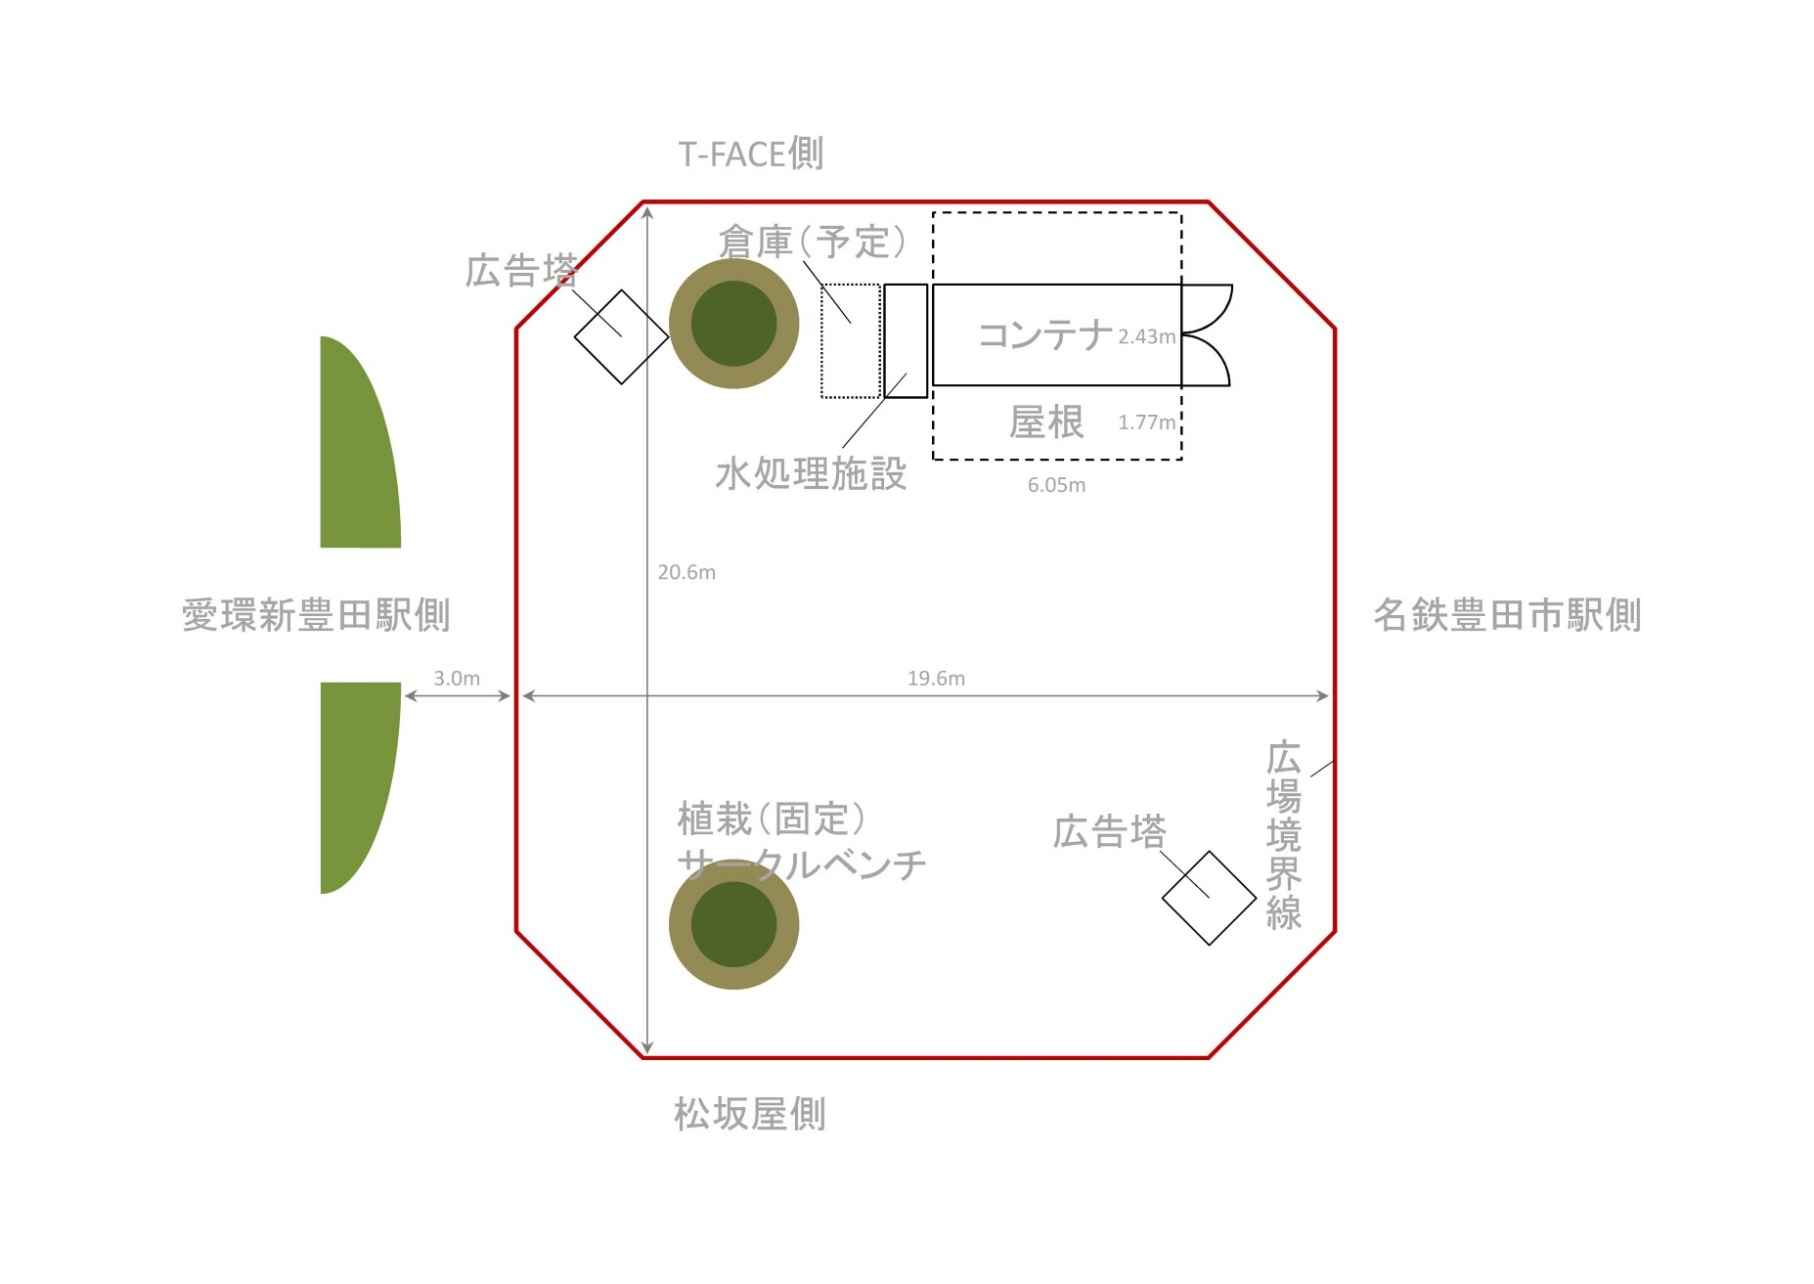 T-FACE側
倉庫（予定）
広告塔
コンテナ
2.43m
屋根
1.77m
水処理施設
6.05m
20.6m
愛環新豊田駅側
名鉄豊田市駅側
3.0m
19.6m
広場境界線
植栽（固定）
サークルベンチ
広告塔
松坂屋側